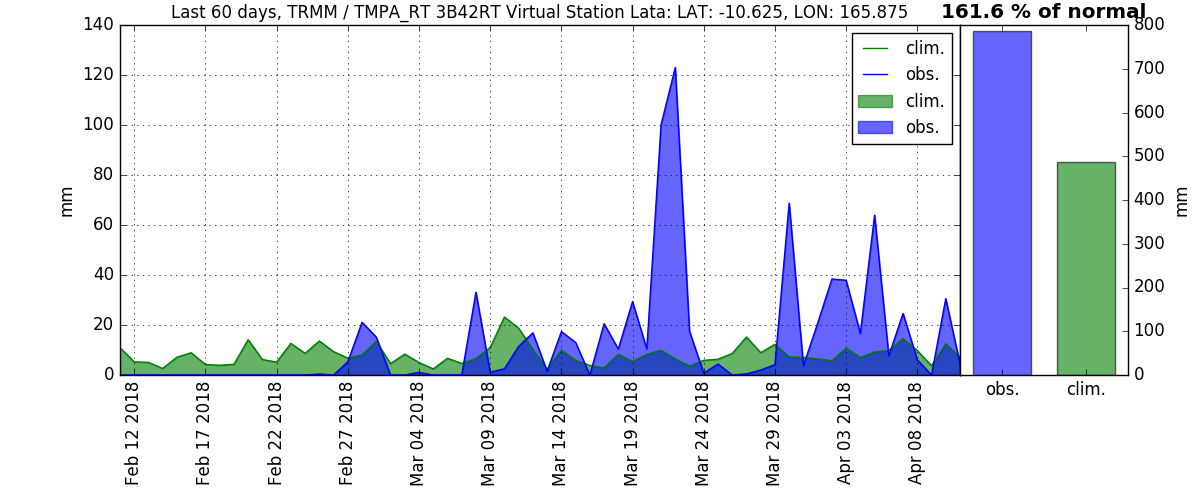 Last 60 days, TRMM / TMPA_RT 3B42RT Virtual Station Lata: LAT: -10.625, LON: 165.875
161.6 % of normal
140
120
100
80
60
40
20
0
mm
clim.
obs.
clim.
obs.
800
700
600
500
400
300
200
100
0
mm
Feb 12 2018
Feb 17 2018
Feb 22 2018
Feb 27 2018
Mar 04 2018
Mar 09 2018
Mar 14 2018
Mar 19 2018
Mar 24 2018
Mar 29 2018
Apr 03 2018
Apr 08 2018
obs.
clim.